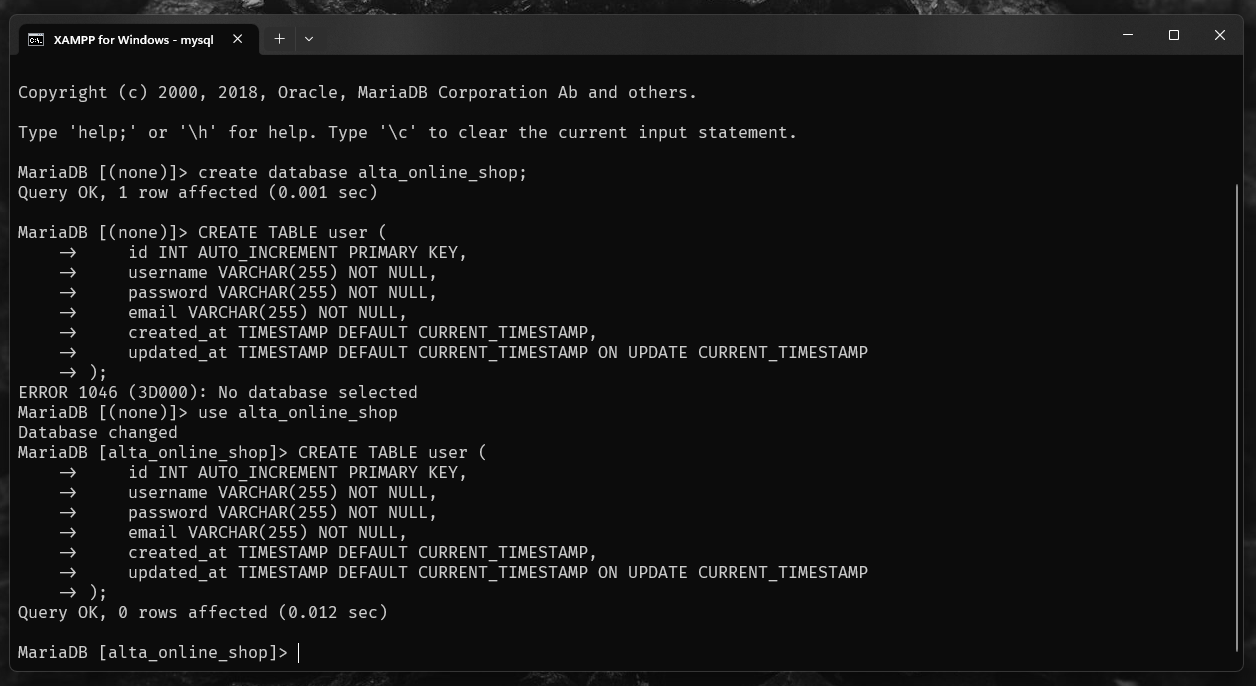 XAMPP for Windows - mysql
Copyright (c) 2000, 2018, Oracle, MariaDB Corporation Ab and others.
Type 'help;' or '\h' for help. Type '\c' to clear the current input statement.
MariaDB [(none)]> create database alta_online_shop;
Query OK, 1 row affected (0.001 sec)
MariaDB [(none)]> CREATE TABLE user (
    ->     id INT AUTO_INCREMENT PRIMARY KEY,
    ->     username VARCHAR(255) NOT NULL,
    ->     password VARCHAR(255) NOT NULL,
    ->     email VARCHAR(255) NOT NULL,
    ->     created_at TIMESTAMP DEFAULT CURRENT_TIMESTAMP,
    ->     updated_at TIMESTAMP DEFAULT CURRENT_TIMESTAMP ON UPDATE CURRENT_TIMESTAMP
    -> );
ERROR 1046 (3D000): No database selected
MariaDB [(none)]> use alta_online_shop
Database changed
MariaDB [alta_online_shop]> CREATE TABLE user (
    ->     id INT AUTO_INCREMENT PRIMARY KEY,
    ->     username VARCHAR(255) NOT NULL,
    ->     password VARCHAR(255) NOT NULL,
    ->     email VARCHAR(255) NOT NULL,
    ->     created_at TIMESTAMP DEFAULT CURRENT_TIMESTAMP,
    ->     updated_at TIMESTAMP DEFAULT CURRENT_TIMESTAMP ON UPDATE CURRENT_TIMESTAMP
    -> );
Query OK, 0 rows affected (0.012 sec)
MariaDB [alta_online_shop]>